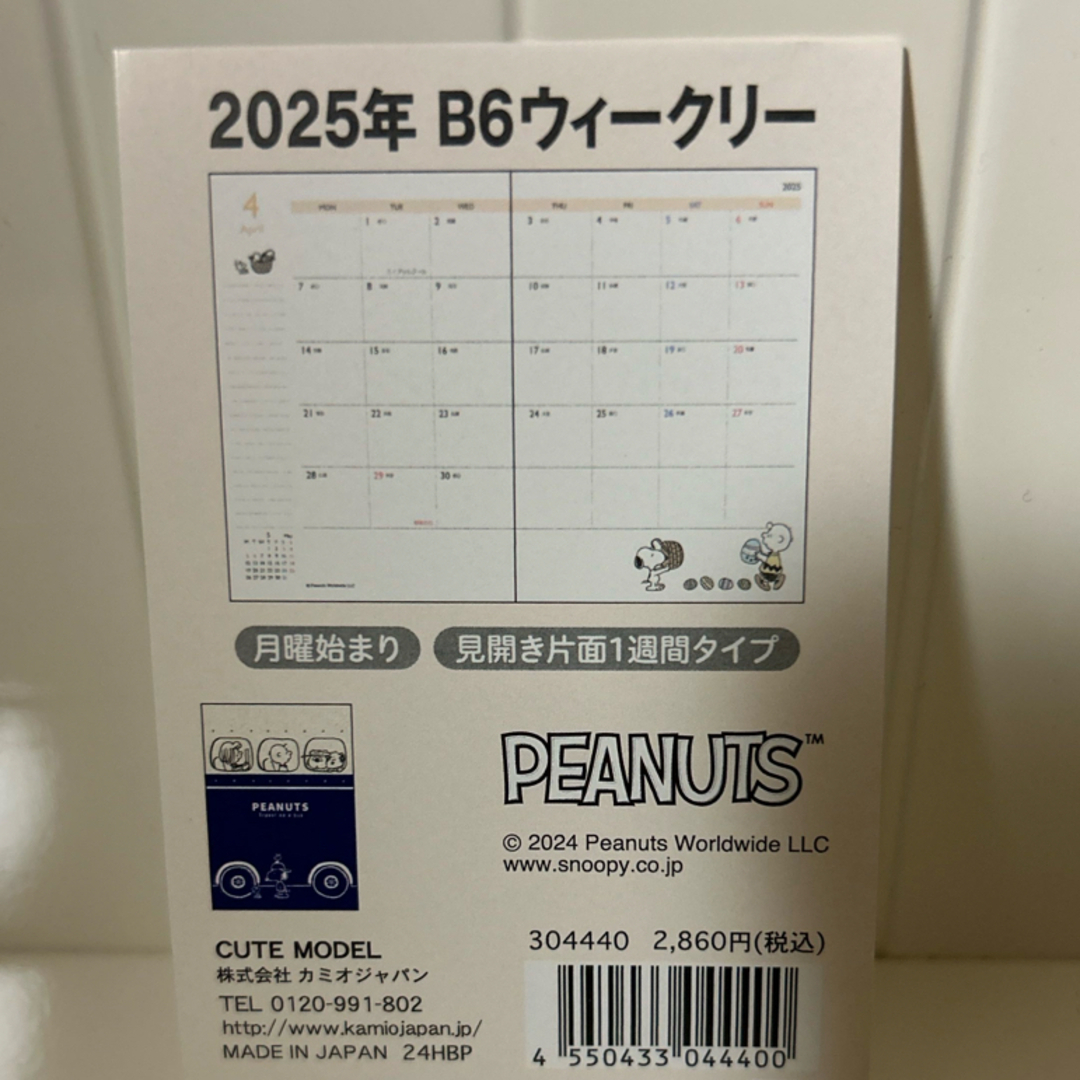 2025年 B6ウィークリー
2025
4
April
MON TUE WED THU FRI SAT SUN
1 2 3 4 5 6
7 8 9 10 11 12 13
14 15 16 17 18 19 20
21 22 23 24 25 26 27
28 29 30
5 May
©Peanuts Worldwide LLC
月曜始まり 見開き片面1週間タイプ
PEANUTS
PEANUTS™
© 2024 Peanuts Worldwide LLC
www.snoopy.co.jp
304440 2,860円(税込)
CUTE MODEL
株式会社 カミオジャパン
TEL 0120-991-802
http://www.kamiojapan.jp/
MADE IN JAPAN 24HBP
4 550433 044400